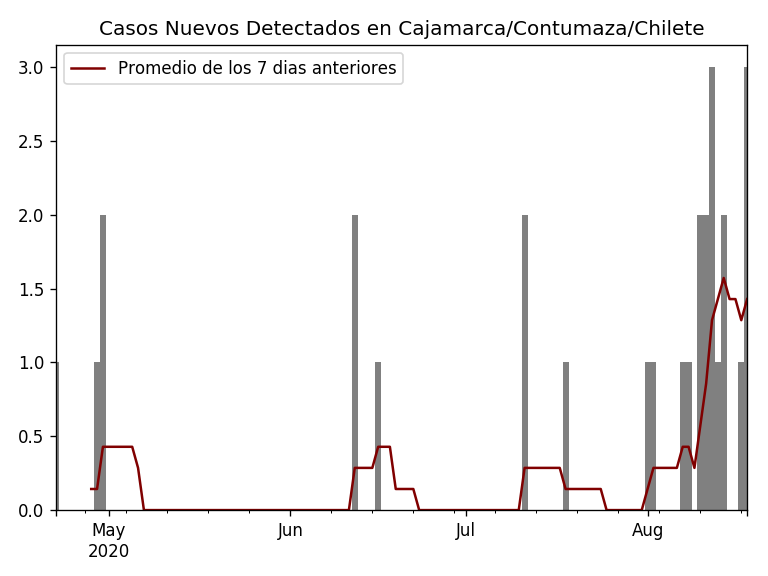 Casos Nuevos Detectados en Cajamarca/Contumaza/Chilete
Promedio de los 7 dias anteriores
3.0
2.5
2.0
1.5
1.0
0.5
0.0
May Jun Jul Aug
2020